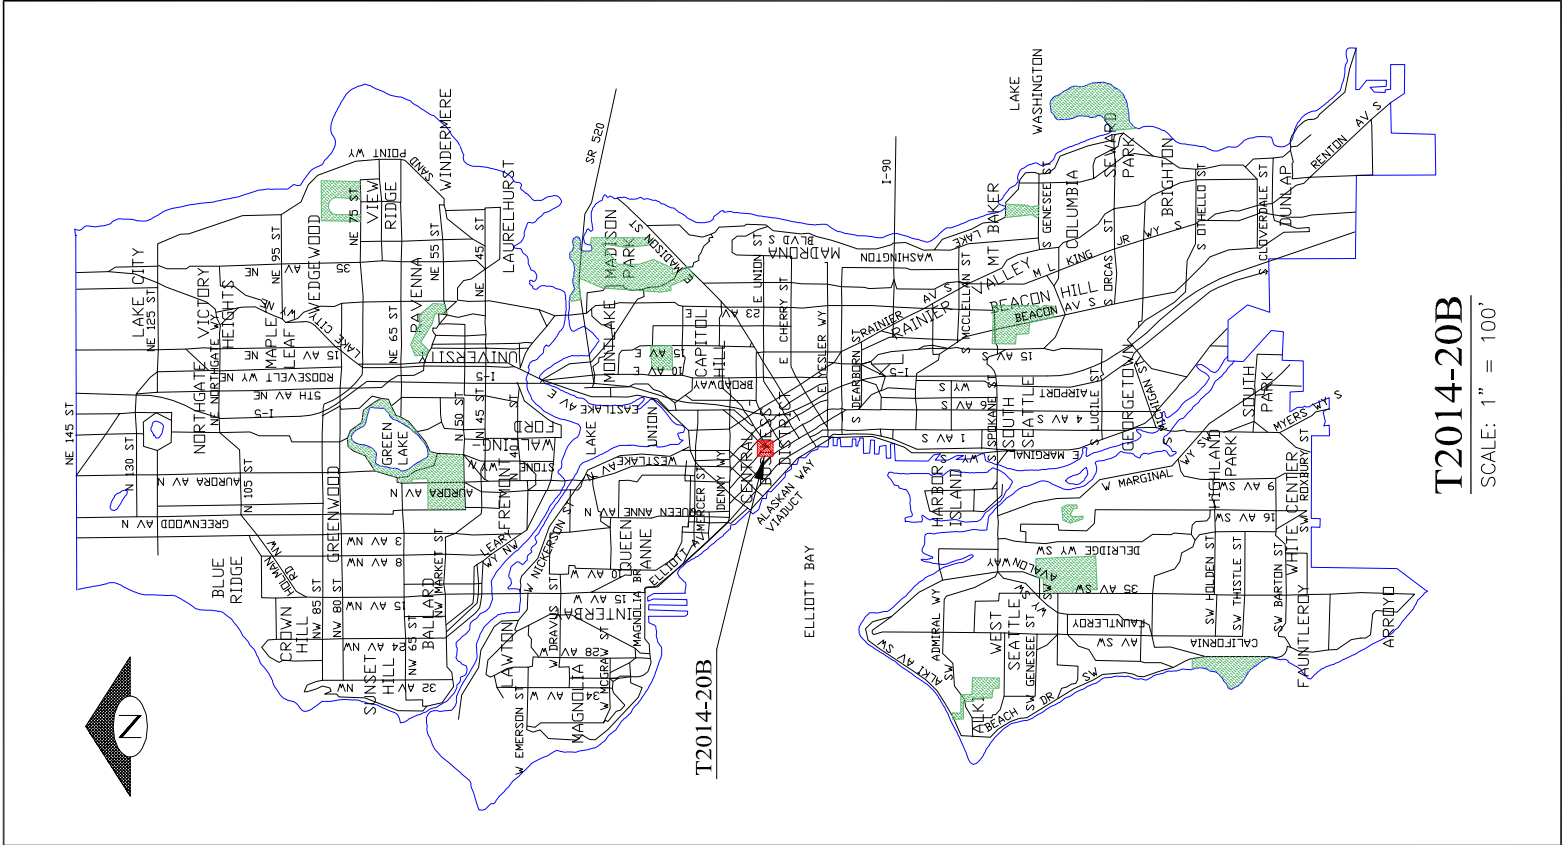 LAKE
WASHINGTON
SR 520
I-90
WINDERMERE
SAND
POINT WY
VIEW
RIDGE
NE 75 ST
LAURELHURST
NE 45 ST
NE 55 ST
RAVENNA
NE 65 ST
WEDGEWOOD
NE 95 ST
35 AV NE
LAKE CITY
NE 125 ST
VICTORY
HEIGHTS
MAPLE
LEAF
LAKE CITY WY NE
15 AV NE
ROOSEVELT WY NE
5TH AV NE
I-5
NORTHGATE
NE NORTHGATE WY
NE 145 ST
N 130 ST
N 105 ST
AURORA AV N
GREENWOOD AV N
GREENWOOD
GREEN
LAKE
AURORA AV N
UNIVERSITY
I-5
N 50 ST
N 45 ST
N 40 ST
WALLING
FORD
STONE WY N
FREMONT
LEARY
WY NW
3 AV NW
8 AV NW
HOLMAN
RD NW
BLUE
RIDGE
CROWN
HILL
NW 85 ST
NW 80 ST
15 AV NW
24 AV NW
32 AV NW
NW 65 ST
NW MARKET ST
BALLARD
SUNSET
HILL
MADISON
PARK
E MADISON ST
MONTLAKE
23 AV E
CAPITOL
HILL
15 AV E
10 AV E
BROADWAY
EASTLAKE AV E
LAKE
UNION
WESTLAKE AV N
MERCER ST
DENNY WY
QUEEN ANNE AV N
QUEEN
ANNE
W NICKERSON ST
10 AV W
15 AV W
ELLIOTT AV
MAGNOLIA BR
INTERBAY
W DRAVUS ST
28 AV W
W MCGRAW ST
34 AV W
W EMERSON ST
MAGNOLIA
LAWTON
MADRONA
E UNION ST
E CHERRY ST
E YESLER WY
S DEARBORN ST
CENTRAL
BUSINESS
DISTRICT
ALASKAN WAY
VIADUCT
ELLIOTT BAY
LAKE WASHINGTON
BLVD S
MT BAKER
S GENESEE ST
COLUMBIA
SEWARD
PARK
BRIGHTON
S OTHELLO ST
S CLOVERDALE ST
DUNLAP
RENTON AV S
S ORCAS ST
M L KING JR WY S
RAINIER AV S
RAINIER VALLEY
S MCCLELLAN ST
BEACON HILL
BEACON AV S
15 AV S
I-5
AIRPORT WY S
6 AV S
4 AV S
1 AV S
E MARGINAL
S SPOKANE ST
SOUTH
SEATTLE
S LUCILE ST
GEORGETOWN
S MICHIGAN ST
SOUTH
PARK
MYERS WY S
HARBOR
ISLAND
W MARGINAL WY SW
HIGHLAND
PARK
9 AV SW
16 AV SW
SW ROXBURY ST
WHITE CENTER
DELRIDGE WY SW
AVALON WAY SW
35 AV SW
SW HOLDEN ST
SW THISTLE ST
SW BARTON ST
FAUNTLEROY WY SW
CALIFORNIA AV SW
FAUNTLEROY
ARROYO
WEST
SEATTLE
SW ADMIRAL WY
ALKI AV SW
SW GENESEE ST
ALKI
BEACH DR SW
T2014-20B
T2014-20B
SCALE: 1" = 100'
N